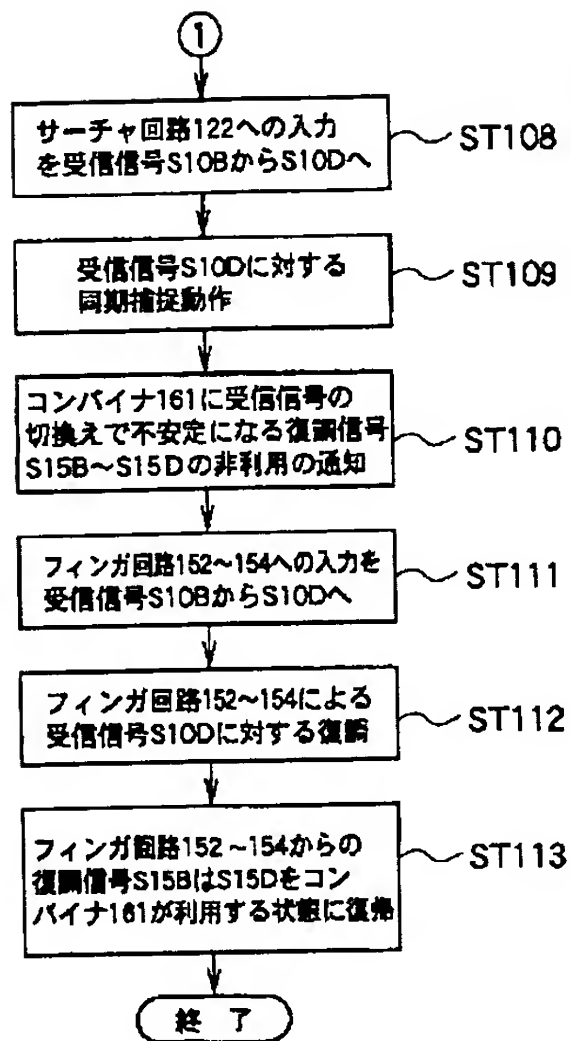 1
サーチャ回路122への入力
を受信信号S10BからS10Dへ
ST108
受信信号S10Dに対する
同期捕捉動作
ST109
コンバイナ161に受信信号の
切換えで不安定になる復調信号
S15B～S15Dの非利用の通知
ST110
フィンガ回路152～154への入力を
受信信号S10BからS10Dへ
ST111
フィンガ回路152～154による
受信信号S10Dに対する復調
ST112
フィンガ回路152～154からの
復調信号S15BはS15Dをコン
バイナ161が利用する状態に復帰
ST113
終了